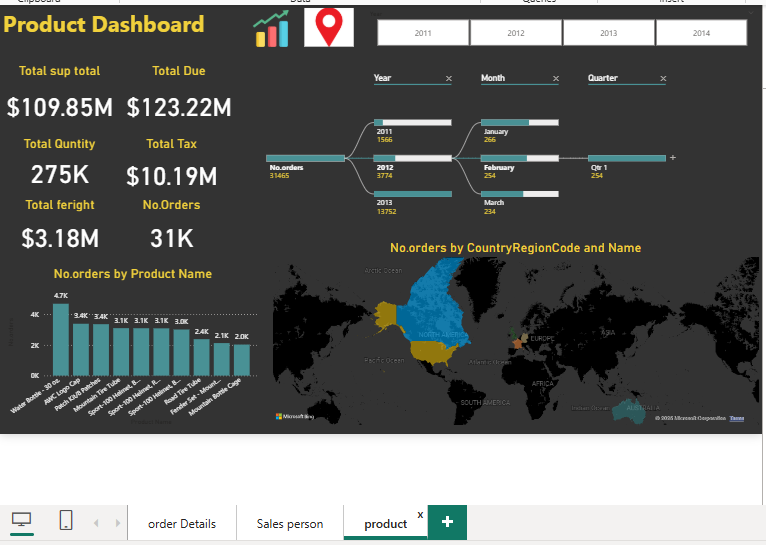 Clipboard
Data
Queries
Insert
Product Dashboard
2011
2012
2013
2014
Total sup total
Total Due
$109.85M
$123.22M
Total Quntity
Total Tax
275K
$10.19M
Total feright
No.Orders
$3.18M
31K
Year
×
Month
×
Quarter
×
No.orders
31465
2011
1566
2012
3774
2013
13752
January
266
February
254
March
234
Qtr 1
254
+
No.orders by Product Name
4K
2K
0K
4.7K
3.4K
3.4K
3.1K
3.1K
3.1K
3.0K
2.4K
2.1K
2.0K
Water Bottle - 30 oz.
AWC Logo Cap
Patch Kit/8 Patches
Mountain Tire Tube
Sport-100 Helmet, B...
Sport-100 Helmet, B...
Sport-100 Helmet, B...
Road Tire Tube
Fender Set - Mount...
Mountain Bottle Cage
No.orders by CountryRegionCode and Name
Arctic Ocean
NORTH AMERICA
EUROPE
ASIA
Pacific Ocean
Atlantic Ocean
AFRICA
SOUTH AMERICA
Indian Ocean
AUSTRALIA
Microsoft Bing
© 2025 Microsoft Corporation
Terms
order Details
Sales person
product
x
+